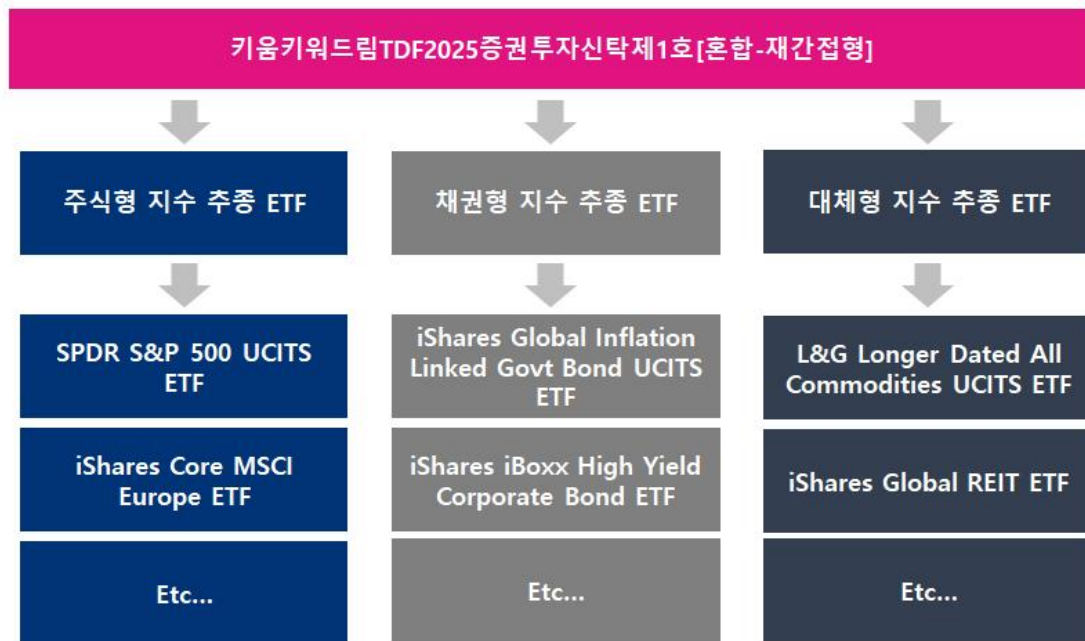 키움키워드림TDF2025증권투자신탁제1호[혼합-재간접형]
주식형 지수 추종 ETF
채권형 지수 추종 ETF
대체형 지수 추종 ETF
SPDR S&P 500 UCITS
ETF
iShares Global Inflation
Linked Govt Bond UCITS
ETF
L&G Longer Dated All
Commodities UCITS ETF
iShares Core MSCI
Europe ETF
iShares iBoxx High Yield
Corporate Bond ETF
iShares Global REIT ETF
Etc...
Etc...
Etc...